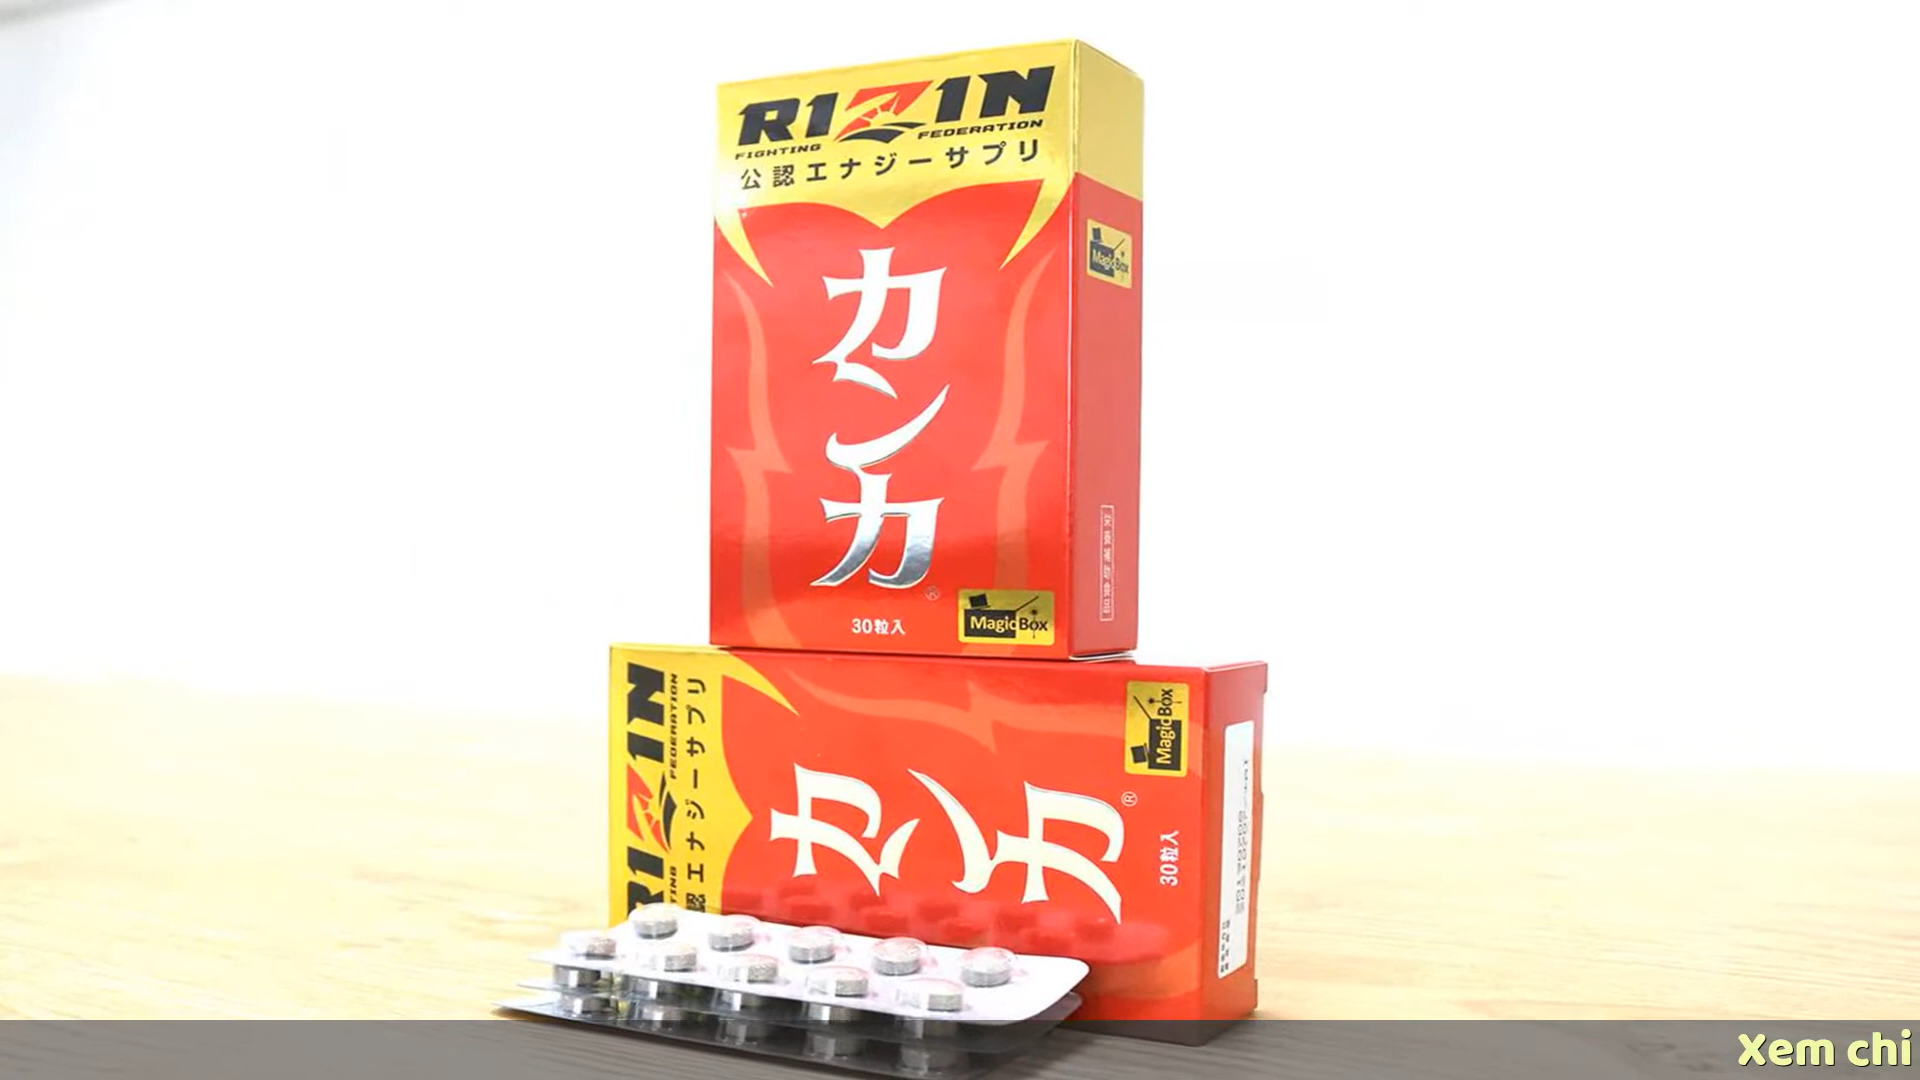 RIZIN
FIGHTING FEDERATION
公認エナジーサプリ
カンカ®
30粒入
MagicBox
MagicBox
RIZIN
FEDERATION
エナジーサプリ
カンカ®
30粒入
MagicBox
Xem chi